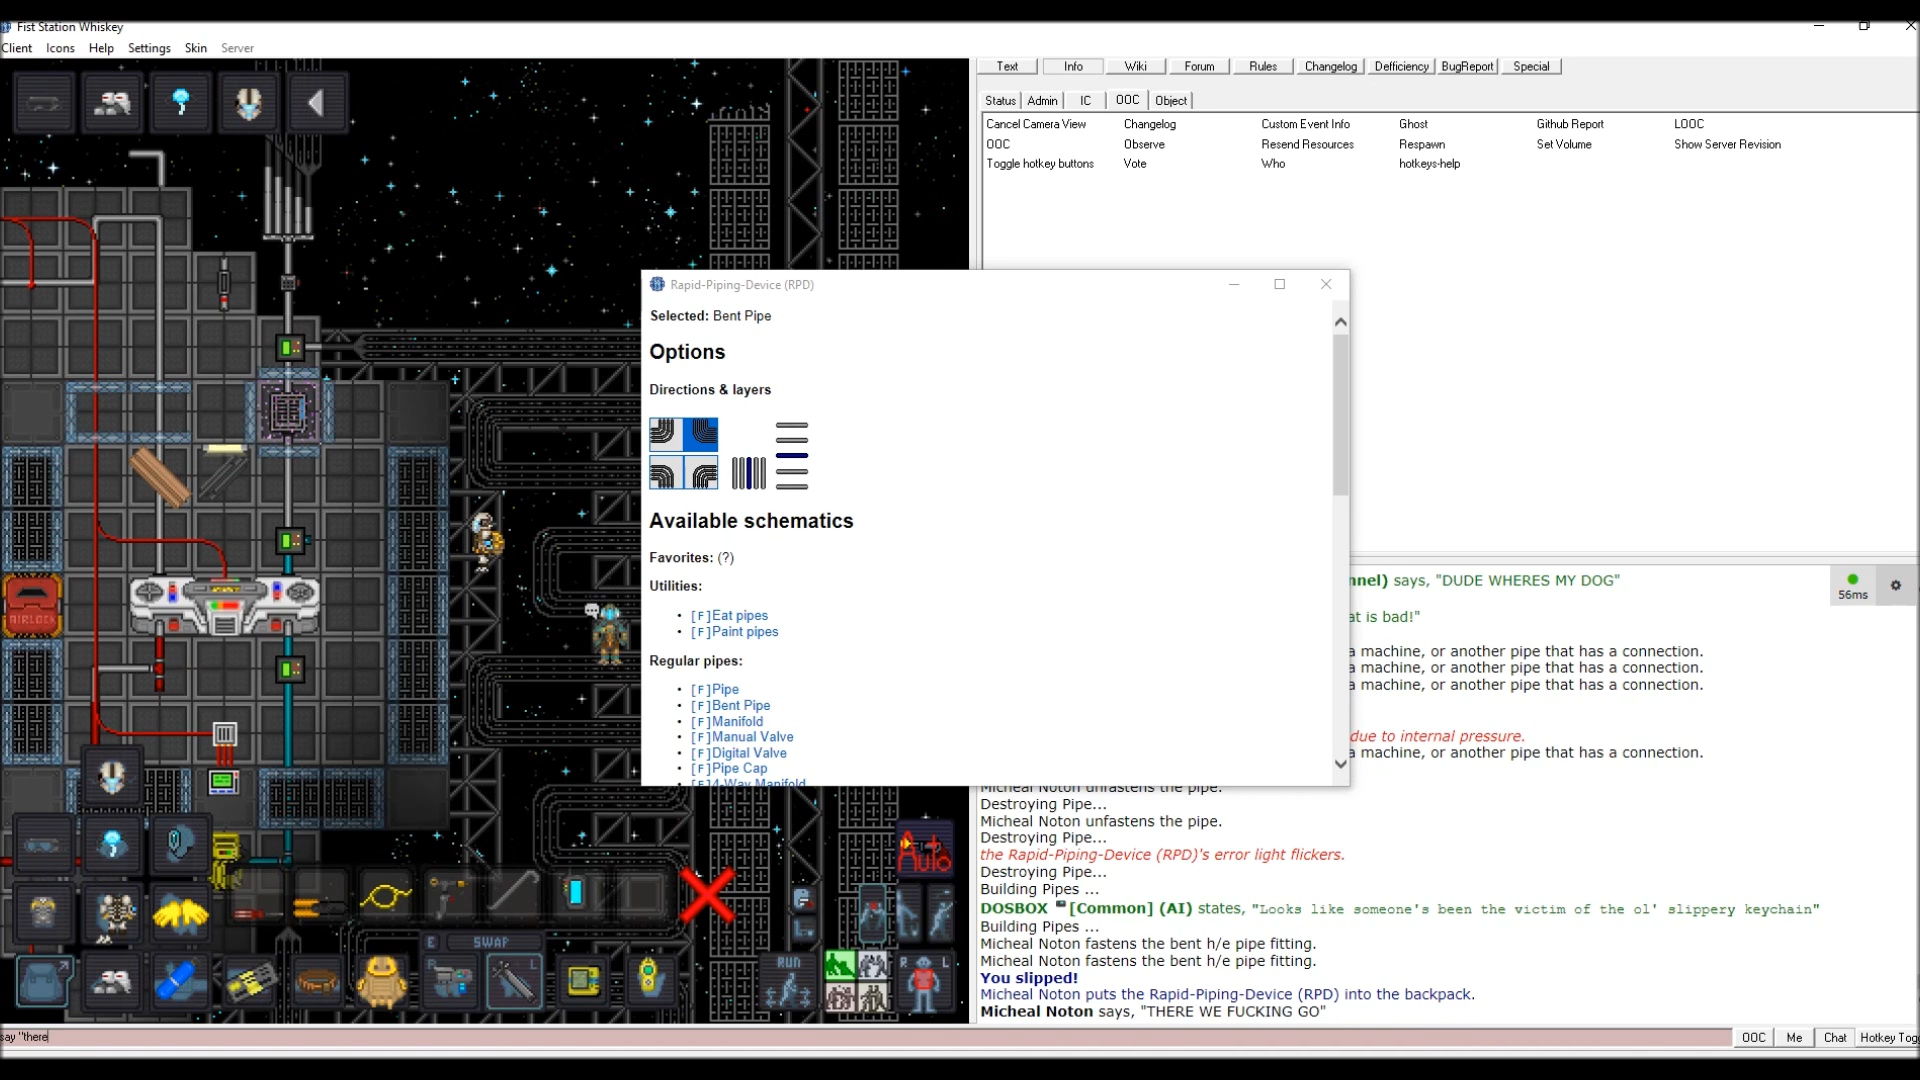 Fist Station Whiskey
Client Icons Help Settings Skin Server
Text Info Wiki Forum Rules Changelog Defficiency BugReport Special
Status Admin IC OOC Object
Cancel Camera View Changelog Custom Event Info Ghost Github Report LOOC
OOC Observe Resend Resources Respawn Set Volume Show Server Revision
Toggle hotkey buttons Vote Who hotkeys-help
Rapid-Piping-Device (RPD)
Selected: Bent Pipe
Options
Directions & layers
Available schematics
Favorites: (?)
Utilities:
[F]Eat pipes
[F]Paint pipes
Regular pipes:
[F]Pipe
[F]Bent Pipe
[F]Manifold
[F]Manual Valve
[F]Digital Valve
[F]Pipe Cap
[F]4-Way Manifold
nnel) says, "DUDE WHERES MY DOG"
56ms
at is bad!"
a machine, or another pipe that has a connection.
a machine, or another pipe that has a connection.
a machine, or another pipe that has a connection.
due to internal pressure.
a machine, or another pipe that has a connection.
Micheal Noton unfastens the pipe.
Destroying Pipe...
Micheal Noton unfastens the pipe.
Destroying Pipe...
the Rapid-Piping-Device (RPD)'s error light flickers.
Destroying Pipe...
Building Pipes ...
DOSBOX [Common] (AI) states, "Looks like someone's been the victim of the ol' slippery keychain"
Building Pipes ...
Micheal Noton fastens the bent h/e pipe fitting.
Micheal Noton fastens the bent h/e pipe fitting.
You slipped!
Micheal Noton puts the Rapid-Piping-Device (RPD) into the backpack.
Micheal Noton says, "THERE WE FUCKING GO"
AIRLOCK
Auto
E SWAP
R L
RUN
R L
say "there
OOC Me Chat Hotkey Togg